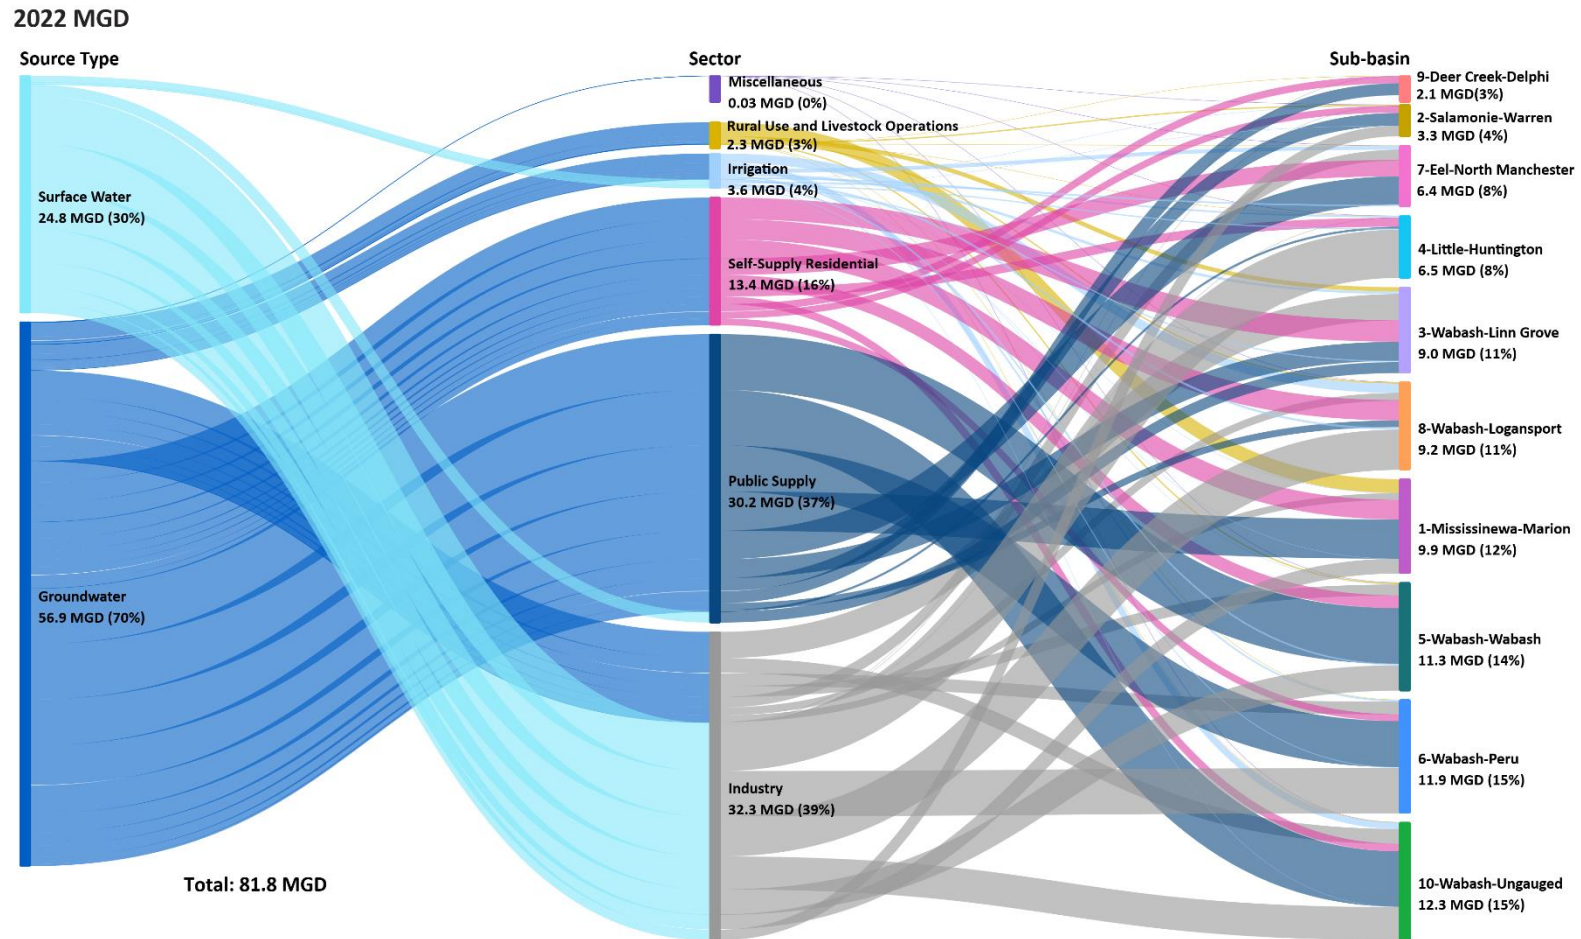 2022 MGD
Source Type
Sector
Sub-basin
Surface Water
24.8 MGD (30%)
Groundwater
56.9 MGD (70%)
Total: 81.8 MGD
Miscellaneous
0.03 MGD (0%)
Rural Use and Livestock Operations
2.3 MGD (3%)
Irrigation
3.6 MGD (4%)
Self-Supply Residential
13.4 MGD (16%)
Public Supply
30.2 MGD (37%)
Industry
32.3 MGD (39%)
9-Deer Creek-Delphi
2.1 MGD(3%)
2-Salamonie-Warren
3.3 MGD (4%)
7-Eel-North Manchester
6.4 MGD (8%)
4-Little-Huntington
6.5 MGD (8%)
3-Wabash-Linn Grove
9.0 MGD (11%)
8-Wabash-Logansport
9.2 MGD (11%)
1-Mississinewa-Marion
9.9 MGD (12%)
5-Wabash-Wabash
11.3 MGD (14%)
6-Wabash-Peru
11.9 MGD (15%)
10-Wabash-Ungauged
12.3 MGD (15%)